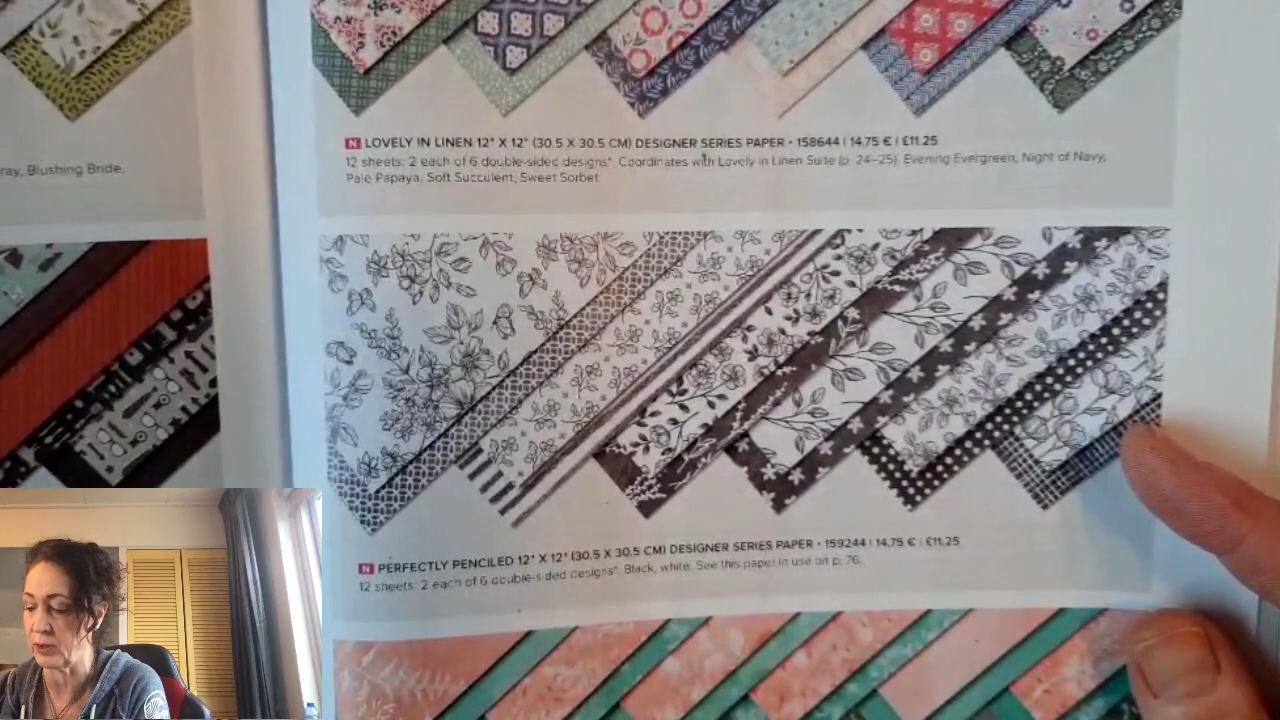 N LOVELY IN LINEN 12" X 12" (30.5 X 30.5 CM) DESIGNER SERIES PAPER • 158644 | 14,75 € | £11.25
12 sheets: 2 each of 6 double-sided designs*. Coordinates with Lovely in Linen Suite (p. 24–25). Evening Evergreen, Night of Navy,
Pale Papaya, Soft Succulent, Sweet Sorbet.
ray, Blushing Bride,
N PERFECTLY PENCILED 12" X 12" (30.5 X 30.5 CM) DESIGNER SERIES PAPER • 159244 | 14,75 € | £11.25
12 sheets: 2 each of 6 double-sided designs*. Black, white. See this paper in use on p. 76.